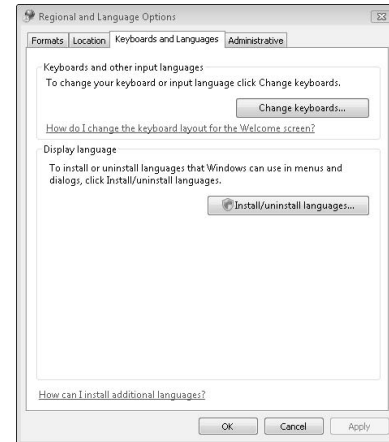 Regional and Language Options
Formats Location Keyboards and Languages Administrative
Keyboards and other input languages
To change your keyboard or input language click Change keyboards.
Change keyboards...
How do I change the keyboard layout for the Welcome screen?
Display language
To install or uninstall languages that Windows can use in menus and
dialogs, click Install/uninstall languages.
Install/uninstall languages...
How can I install additional languages?
OK Cancel Apply